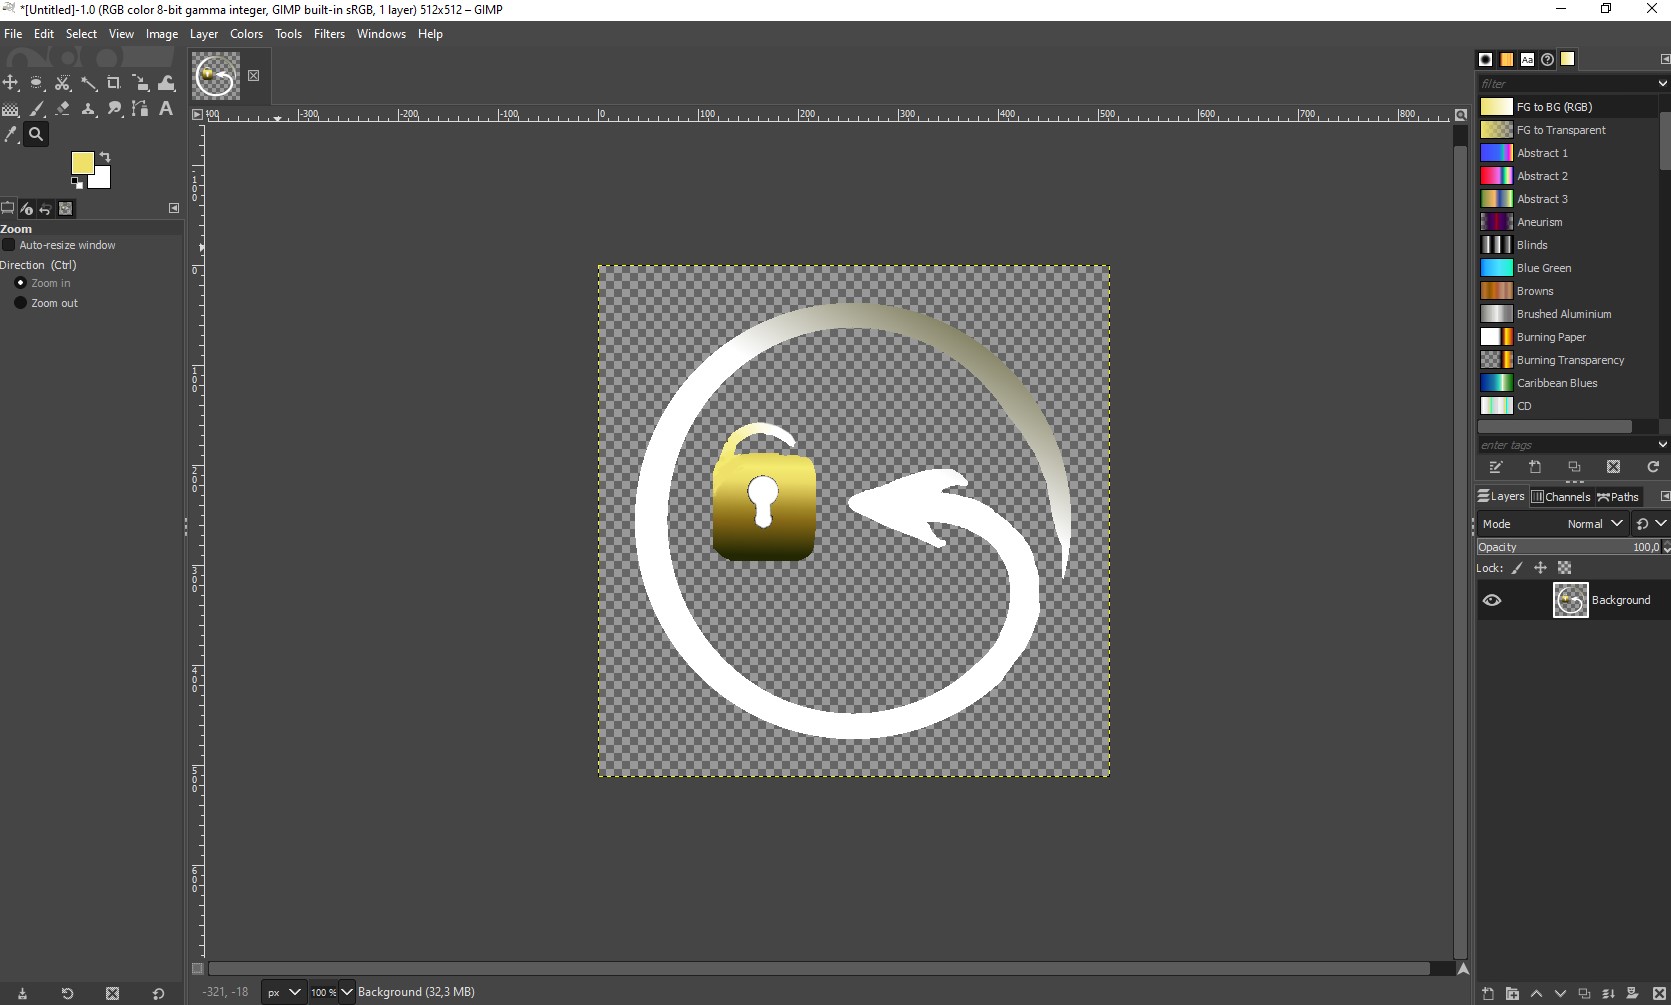 *[Untitled]-1.0 (RGB color 8-bit gamma integer, GIMP built-in sRGB, 1 layer) 512x512 – GIMP
File Edit Select View Image Layer Colors Tools Filters Windows Help
Zoom
Auto-resize window
Direction (Ctrl)
Zoom in
Zoom out
-300 -200 -100 0 100 200 300 400 500 600 700 800
-100
0
100
200
300
400
500
600
-321, -18 px 100 % Background (32,3 MB)
Aa
filter
FG to BG (RGB)
FG to Transparent
Abstract 1
Abstract 2
Abstract 3
Aneurism
Blinds
Blue Green
Browns
Brushed Aluminium
Burning Paper
Burning Transparency
Caribbean Blues
CD
enter tags
Layers Channels Paths
Mode Normal
Opacity 100,0
Lock:
Background